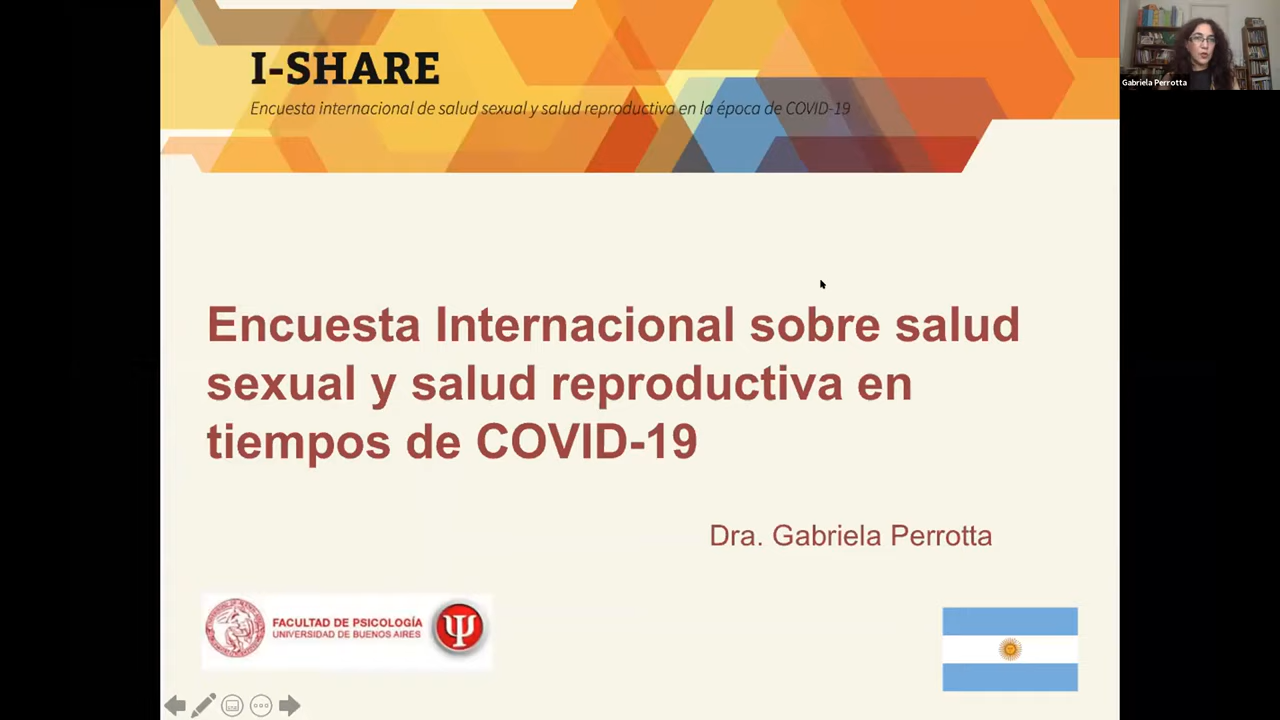 I-SHARE
Encuesta internacional de salud sexual y salud reproductiva en la época de COVID-19
Gabriela Perrotta
Encuesta Internacional sobre salud
sexual y salud reproductiva en
tiempos de COVID-19
Dra. Gabriela Perrotta
FACULTAD DE PSICOLOGÍA
UNIVERSIDAD DE BUENOS AIRES
Ψ